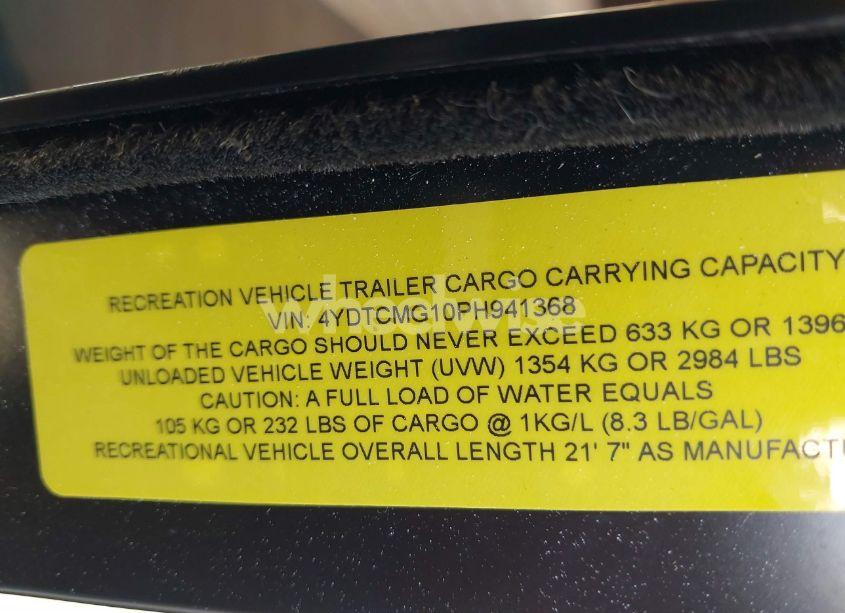 RECREATION VEHICLE TRAILER CARGO CARRYING CAPACITY
VIN: 4YDTCMG10PH941368
wheelwise
WEIGHT OF THE CARGO SHOULD NEVER EXCEED 633 KG OR 1396
UNLOADED VEHICLE WEIGHT (UVW) 1354 KG OR 2984 LBS
CAUTION: A FULL LOAD OF WATER EQUALS
105 KG OR 232 LBS OF CARGO @ 1KG/L (8.3 LB/GAL)
RECREATIONAL VEHICLE OVERALL LENGTH 21' 7" AS MANUFACTU